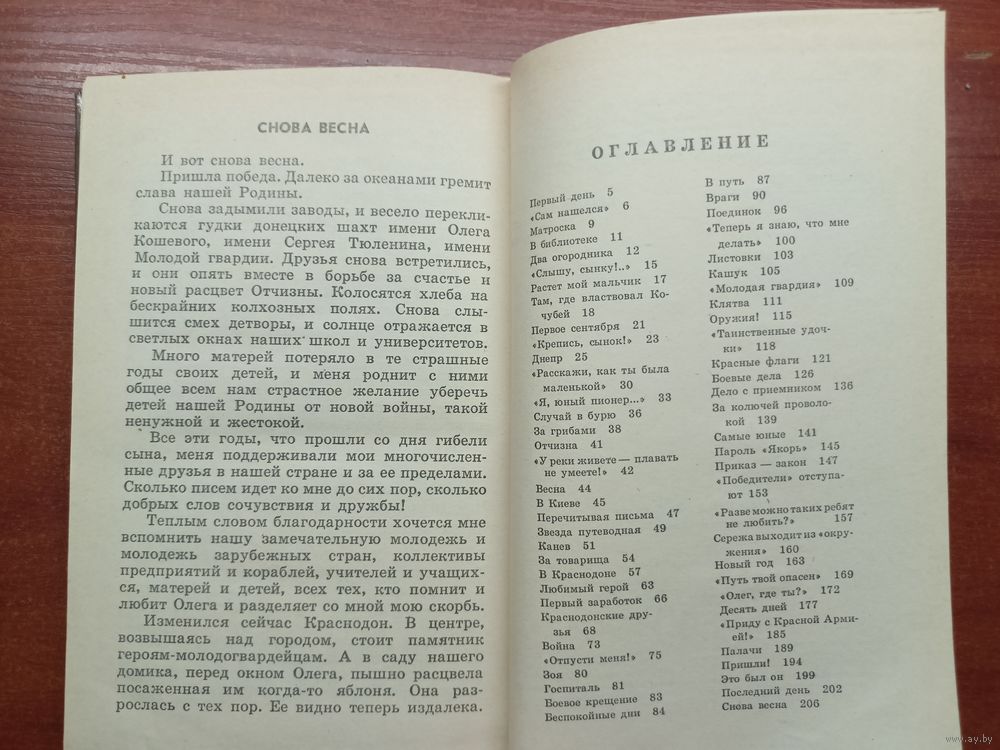 СНОВА ВЕСНА
И вот снова весна.
Пришла победа. Далеко за океанами гремит
слава нашей Родины.
Снова задымили заводы, и весело перекли-
каются гудки донецких шахт имени Олега
Кошевого, имени Сергея Тюленина, имени
Молодой гвардии. Друзья снова встретились,
и они опять вместе в борьбе за счастье и
новый расцвет Отчизны. Колосятся хлеба на
бескрайних колхозных полях. Снова слы-
шится смех детворы, и солнце отражается в
светлых окнах наших школ и университетов.
Много матерей потеряло в те страшные
годы своих детей, и меня роднит с ними
общее всем нам страстное желание уберечь
детей нашей Родины от новой войны, такой
ненужной и жестокой.
Все эти годы, что прошли со дня гибели
сына, меня поддерживали мои многочислен-
ные друзья в нашей стране и за ее пределами.
Сколько писем идет ко мне до сих пор, сколько
добрых слов сочувствия и дружбы!
Теплым словом благодарности хочется мне
вспомнить нашу замечательную молодежь и
молодежь зарубежных стран, коллективы
предприятий и кораблей, учителей и учащих-
ся, матерей и детей, всех тех, кто помнит и
любит Олега и разделяет со мной мою скорбь.
Изменился сейчас Краснодон. В центре,
возвышаясь над городом, стоит памятник
героям-молодогвардейцам. А в саду нашего
домика, перед окном Олега, пышно расцвела
посаженная им когда-то яблоня. Она раз-
рослась с тех пор. Ее видно теперь издалека.
ОГЛАВЛЕНИЕ
Первый день 5
«Сам нашелся» 6
Матроска 9
В библиотеке 11
Два огородника 12
«Слышу, сынку!..» 15
Растет мой мальчик 17
Там, где властвовал Ко-
чубей 18
Первое сентября 21
«Крепись, сынок!» 23
Днепр 25
«Расскажи, как ты была
маленькой» 30
«Я, юный пионер...» 33
Случай в бурю 36
За грибами 38
Отчизна 41
«У реки живете — плавать
не умеете!» 42
Весна 44
В Киеве 45
Перечитывая письма 47
Звезда путеводная 49
Канев 51
За товарища 54
В Краснодоне 57
Любимый герой 63
Первый заработок 66
Краснодонские дру-
зья 68
Война 73
«Отпусти меня!» 75
Зоя 80
Госпиталь 81
Боевое крещение 83
Беспокойные дни 84
В путь 87
Враги 90
Поединок 96
«Теперь я знаю, что мне
делать» 100
Листовки 103
Кашук 105
«Молодая гвардия» 109
Клятва 111
Оружия! 115
«Таинственные удоч-
ки» 118
Красные флаги 121
Боевые дела 126
Дело с приемником 136
За колючей проволо-
кой 139
Самые юные 141
Пароль «Якорь» 145
Приказ — закон 147
«Победители» отступа-
ют 153
«Разве можно таких ребят
не любить?» 157
Сережа выходит из «окру-
жения» 160
Новый год 163
«Путь твой опасен» 169
«Олег, где ты?» 172
Десять дней 177
«Приду с Красной Арми-
ей!» 185
Палачи 189
Пришли! 194
Это был он 199
Последний день 202
Снова весна 206
www.ay.by